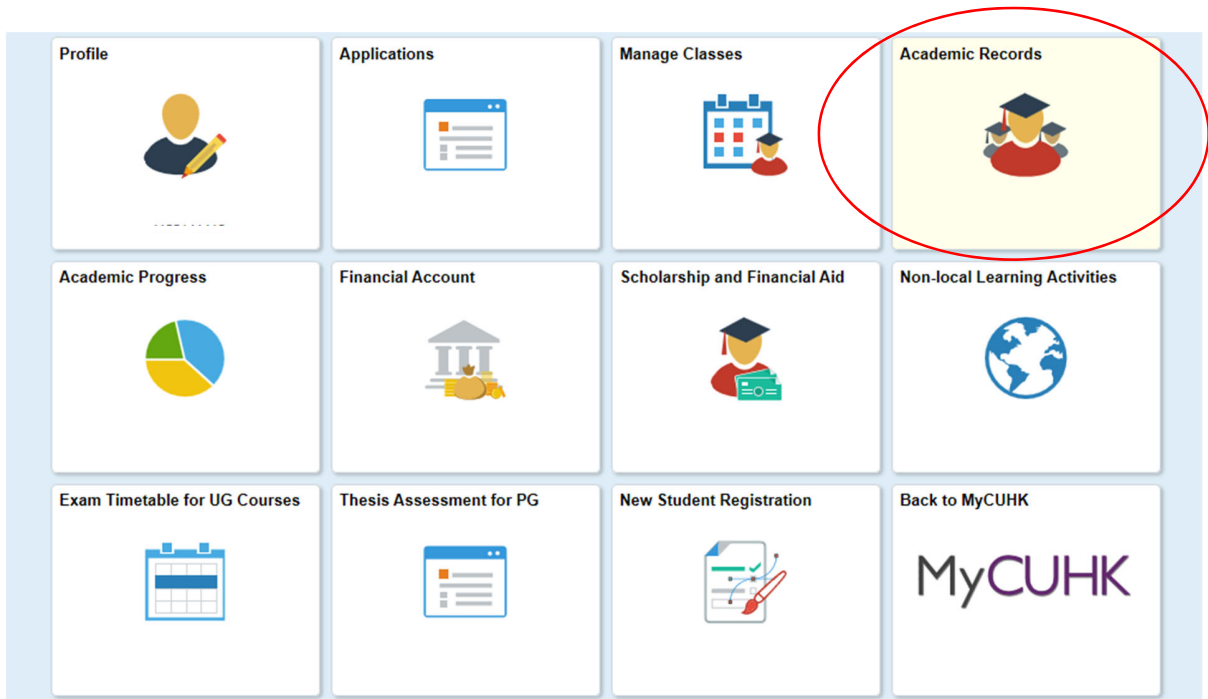 Profile
Applications
Manage Classes
Academic Records
Academic Progress
Financial Account
Scholarship and Financial Aid
Non-local Learning Activities
Exam Timetable for UG Courses
Thesis Assessment for PG
New Student Registration
Back to MyCUHK
MyCUHK